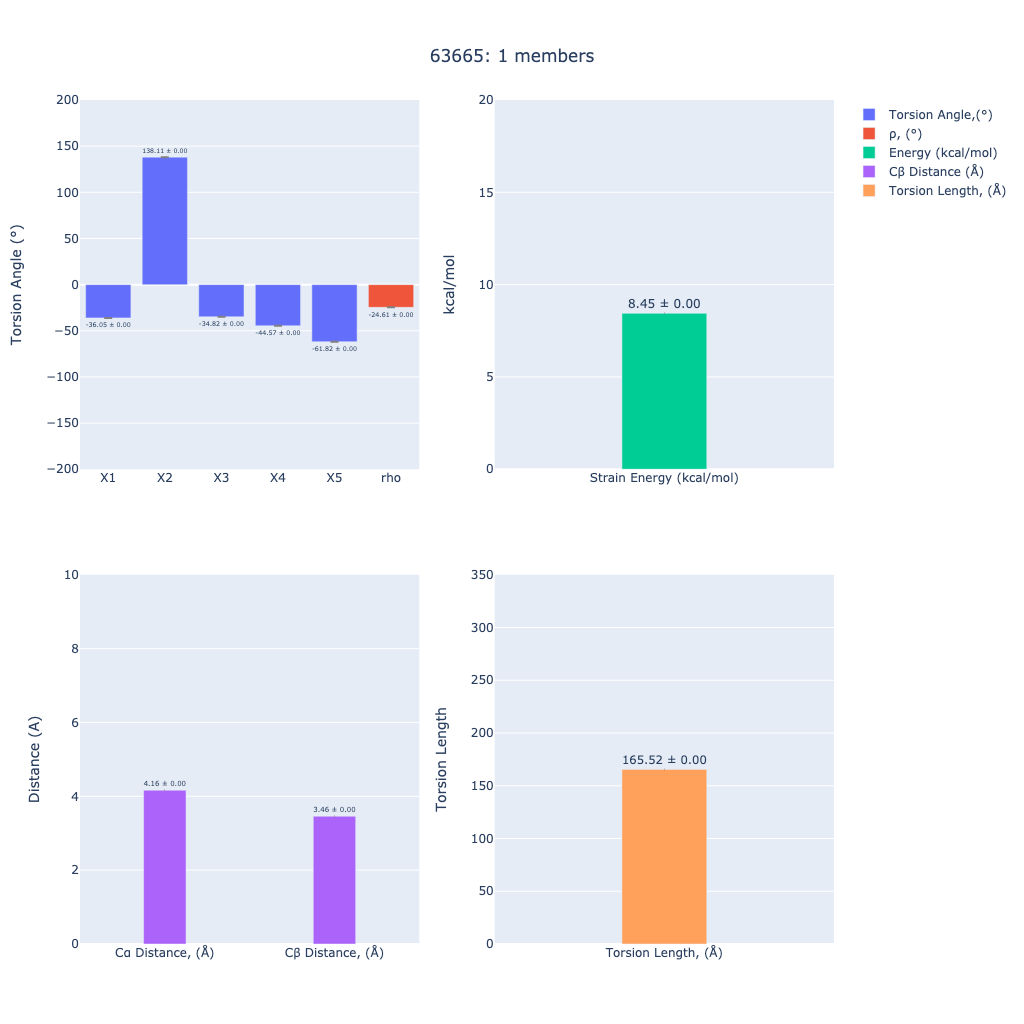 63665: 1 members
Torsion Angle (°)
200
150
100
50
0
−50
−100
−150
−200
138.11 ± 0.00
-36.05 ± 0.00
-34.82 ± 0.00
-44.57 ± 0.00
-61.82 ± 0.00
-24.61 ± 0.00
X1 X2 X3 X4 X5 rho
kcal/mol
20
15
10
5
0
8.45 ± 0.00
Strain Energy (kcal/mol)
Torsion Angle,(°)
ρ, (°)
Energy (kcal/mol)
Cβ Distance (Å)
Torsion Length, (Å)
Distance (A)
10
8
6
4
2
0
4.16 ± 0.00
3.46 ± 0.00
Cα Distance, (Å) Cβ Distance, (Å)
Torsion Length
350
300
250
200
150
100
50
0
165.52 ± 0.00
Torsion Length, (Å)